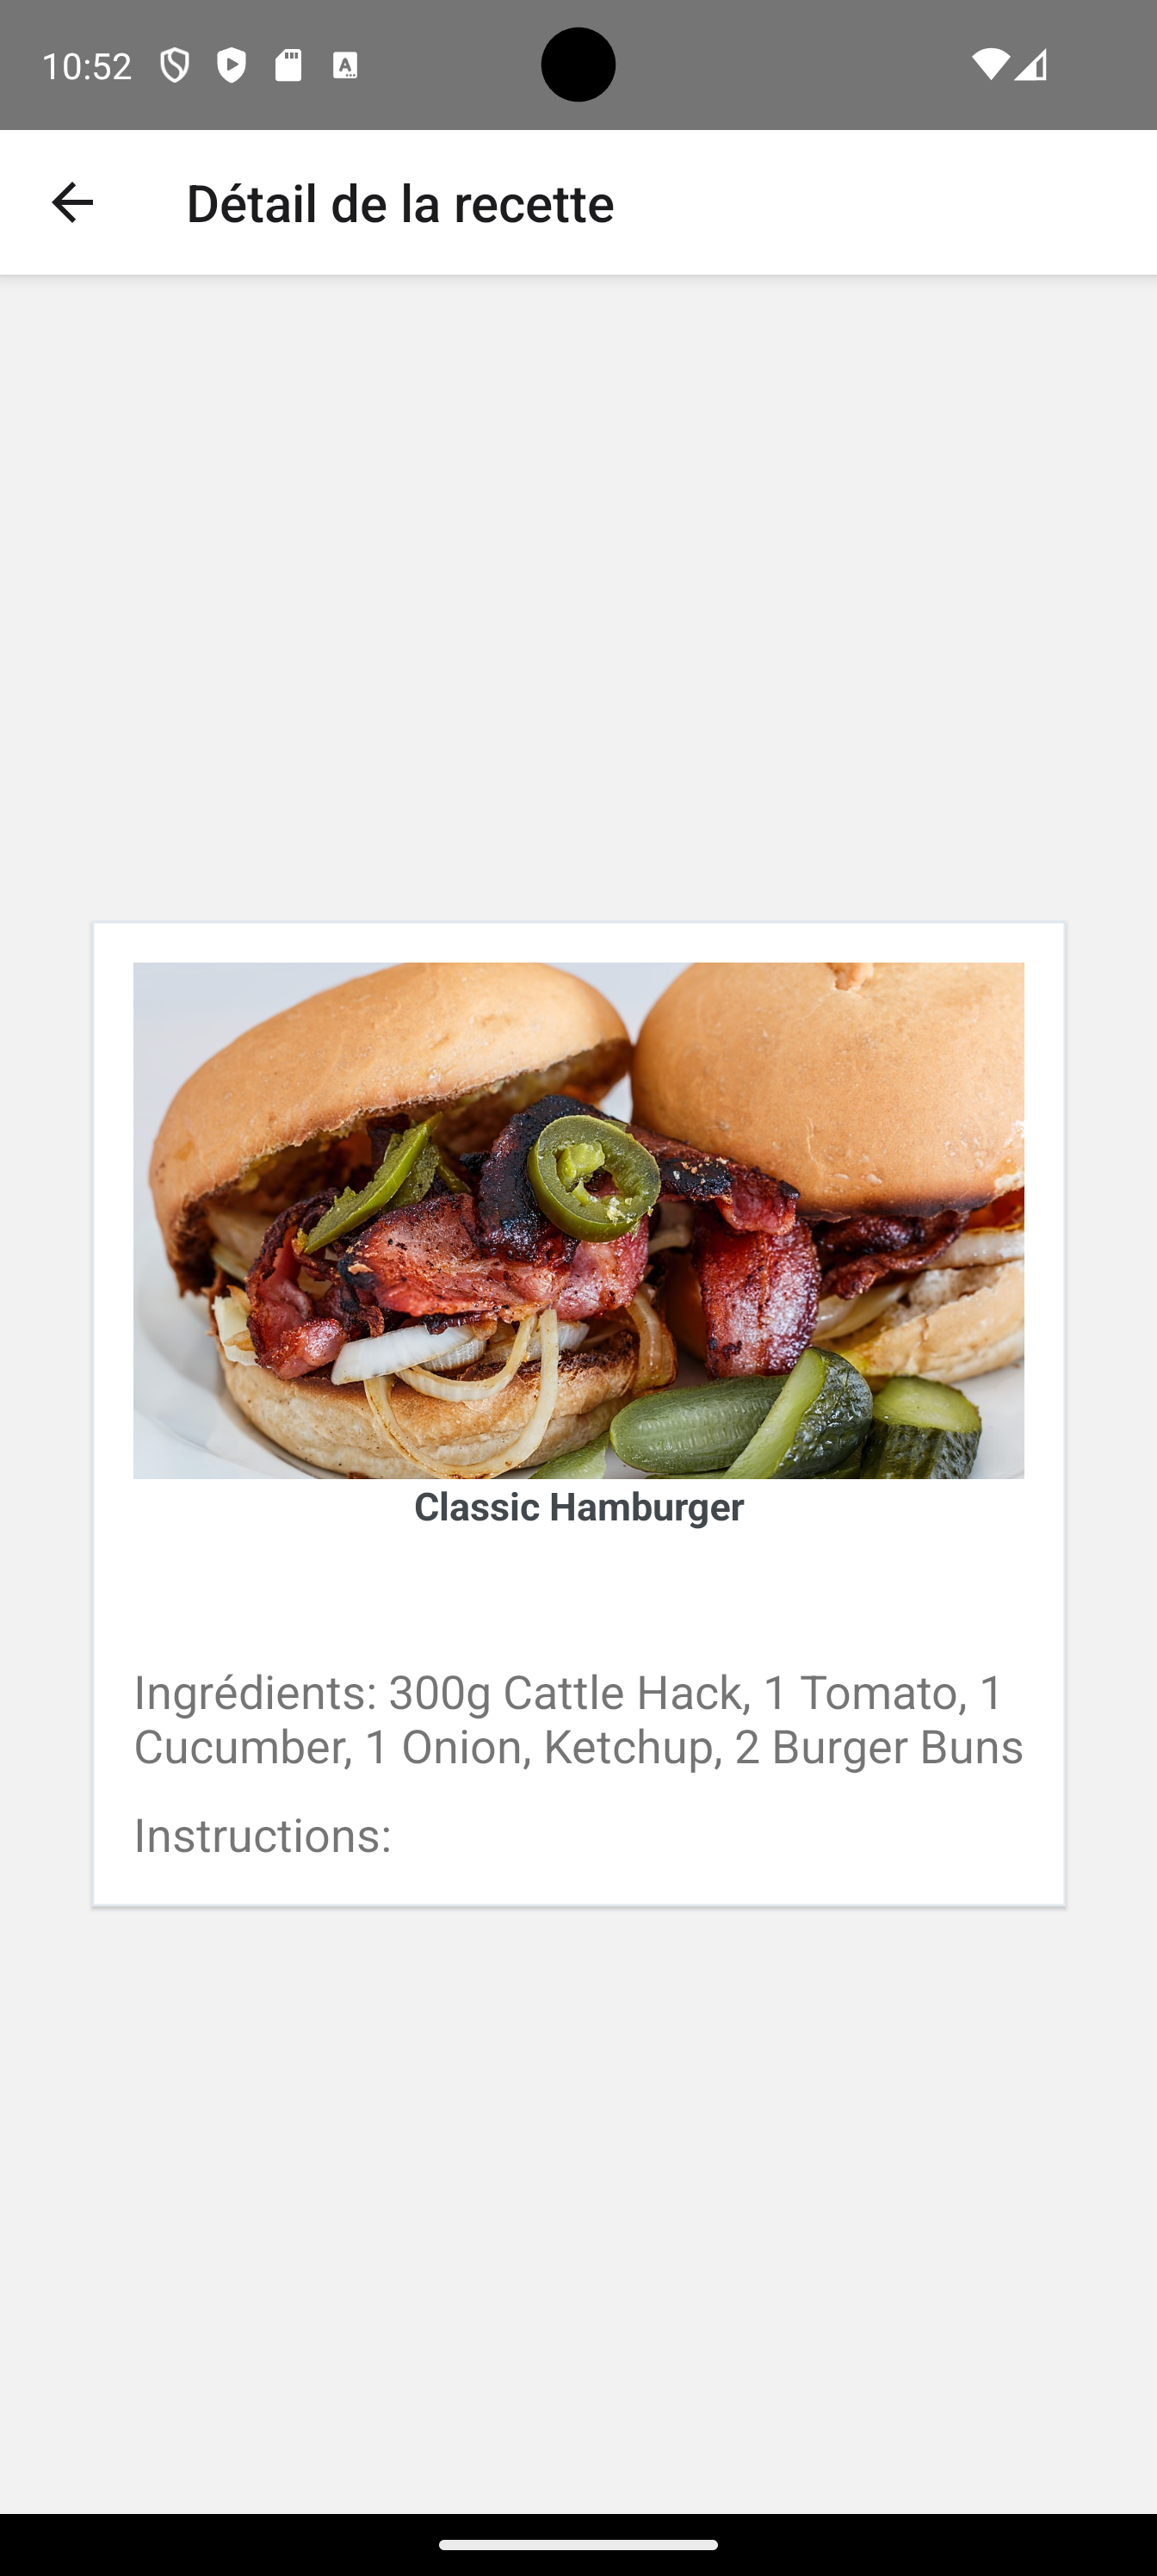 10:52
Détail de la recette
Classic Hamburger
Ingrédients: 300g Cattle Hack, 1 Tomato, 1
Cucumber, 1 Onion, Ketchup, 2 Burger Buns
Instructions: